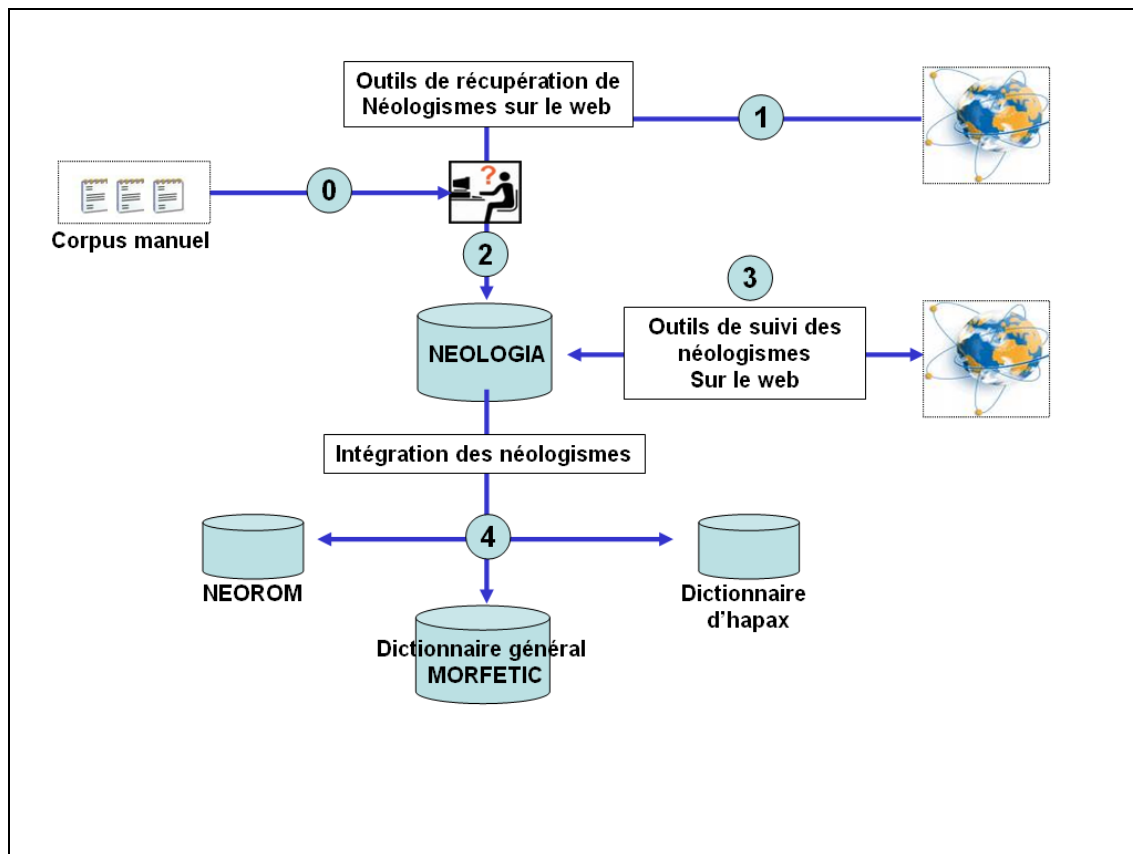 Outils de récupération de
Néologismes sur le web
1
0
?
Corpus manuel
2
3
NEOLOGIA
Outils de suivi des
néologismes
Sur le web
Intégration des néologismes
4
NEOROM
Dictionnaire
d'hapax
Dictionnaire général
MORFETIC